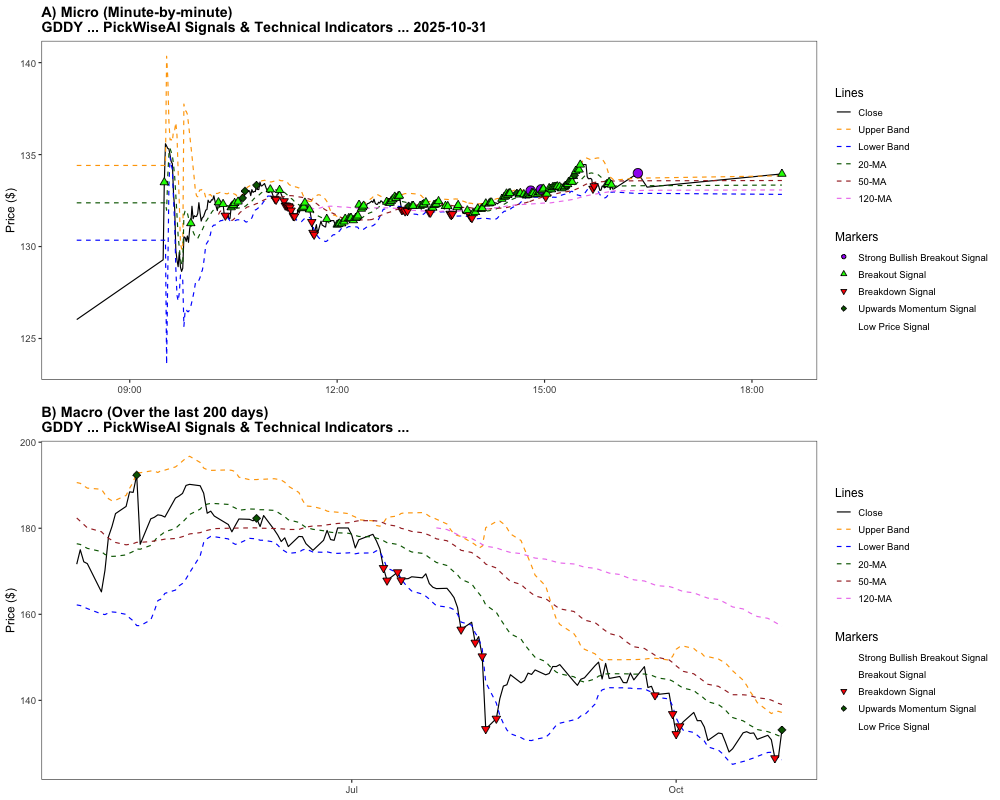 A) Micro (Minute-by-minute)
GDDY ... PickWiseAI Signals & Technical Indicators ... 2025-10-31
140
135
130
125
Price ($)
09:00
12:00
15:00
18:00
Lines
Close
Upper Band
Lower Band
20-MA
50-MA
120-MA
Markers
Strong Bullish Breakout Signal
Breakout Signal
Breakdown Signal
Upwards Momentum Signal
Low Price Signal
B) Macro (Over the last 200 days)
GDDY ... PickWiseAI Signals & Technical Indicators ...
200
180
160
140
Price ($)
Jul
Oct
Lines
Close
Upper Band
Lower Band
20-MA
50-MA
120-MA
Markers
Strong Bullish Breakout Signal
Breakout Signal
Breakdown Signal
Upwards Momentum Signal
Low Price Signal